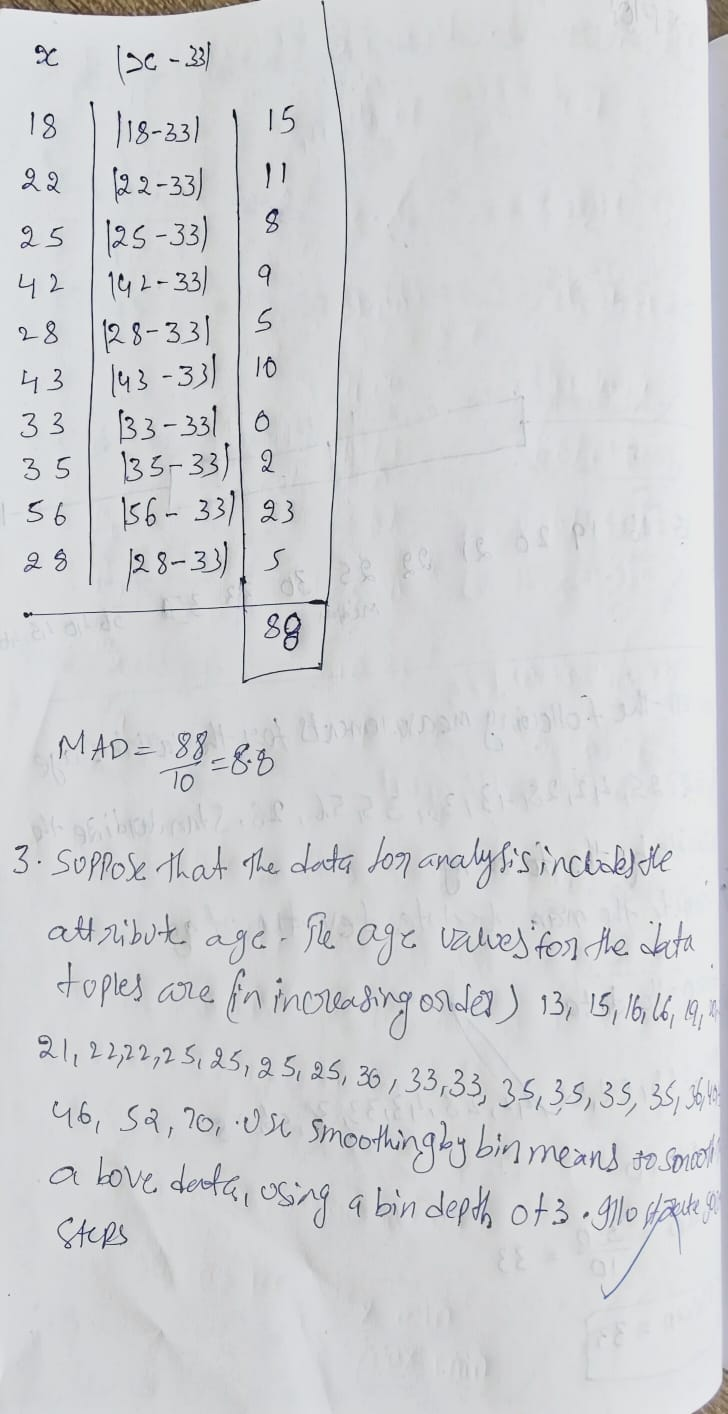 x |x - 33|
18 |18-33| 15
22 |22-33| 11
25 |25-33| 8
42 |42-33| 9
28 |28-33| 5
43 |43-33| 10
33 |33-33| 0
35 |35-33| 2
56 |56-33| 23
28 |28-33| 5
88
MAD = 88/10 = 8.8
3. Suppose that the data for analysis includes the
attribute age. The age values for the data
toples are (in increasing order) 13, 15, 16, 16, 19,
21, 22, 22, 25, 25, 25, 25, 30, 33, 33, 35, 35, 35, 35, 36,
46, 52, 70, . Use smoothing by bin means to smooth
above data, using a bin depth of 3.
Steps